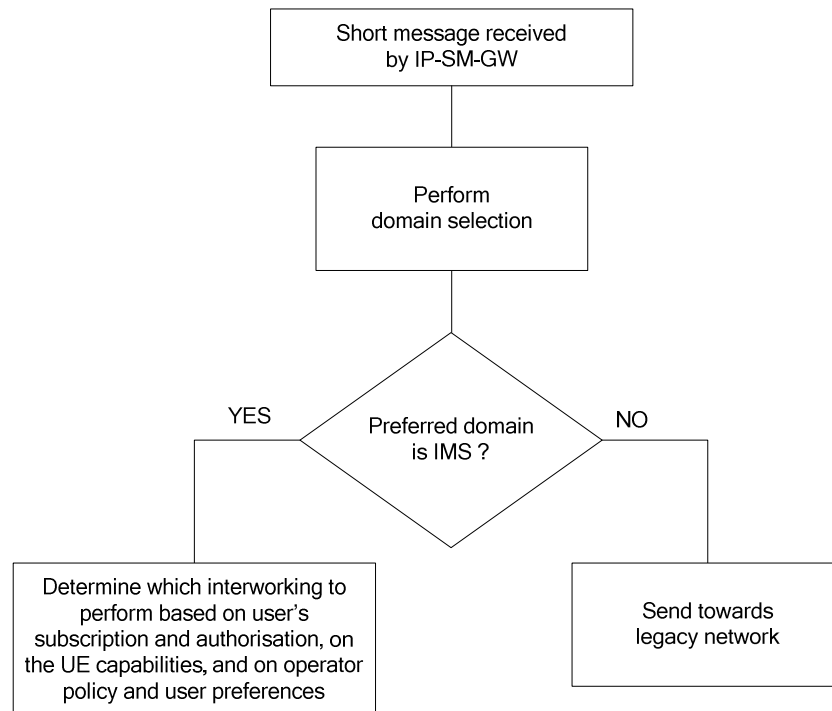 Short message received
by IP-SM-GW
Perform
domain selection
YES
Preferred domain
is IMS ?
NO
Determine which interworking to
perform based on user's
subscription and authorisation, on
the UE capabilities, and on operator
policy and user preferences
Send towards
legacy network